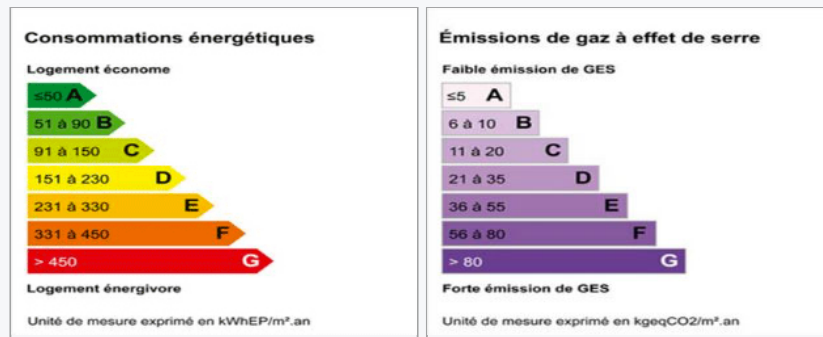 Consommations énergétiques
Logement économe
≤50 A
51 à 90 B
91 à 150 C
151 à 230 D
231 à 330 E
331 à 450 F
> 450 G
Logement énergivore
Unité de mesure exprimé en kWhEP/m².an
Émissions de gaz à effet de serre
Faible émission de GES
≤5 A
6 à 10 B
11 à 20 C
21 à 35 D
36 à 55 E
56 à 80 F
> 80 G
Forte émission de GES
Unité de mesure exprimé en kgeqCO2/m².an